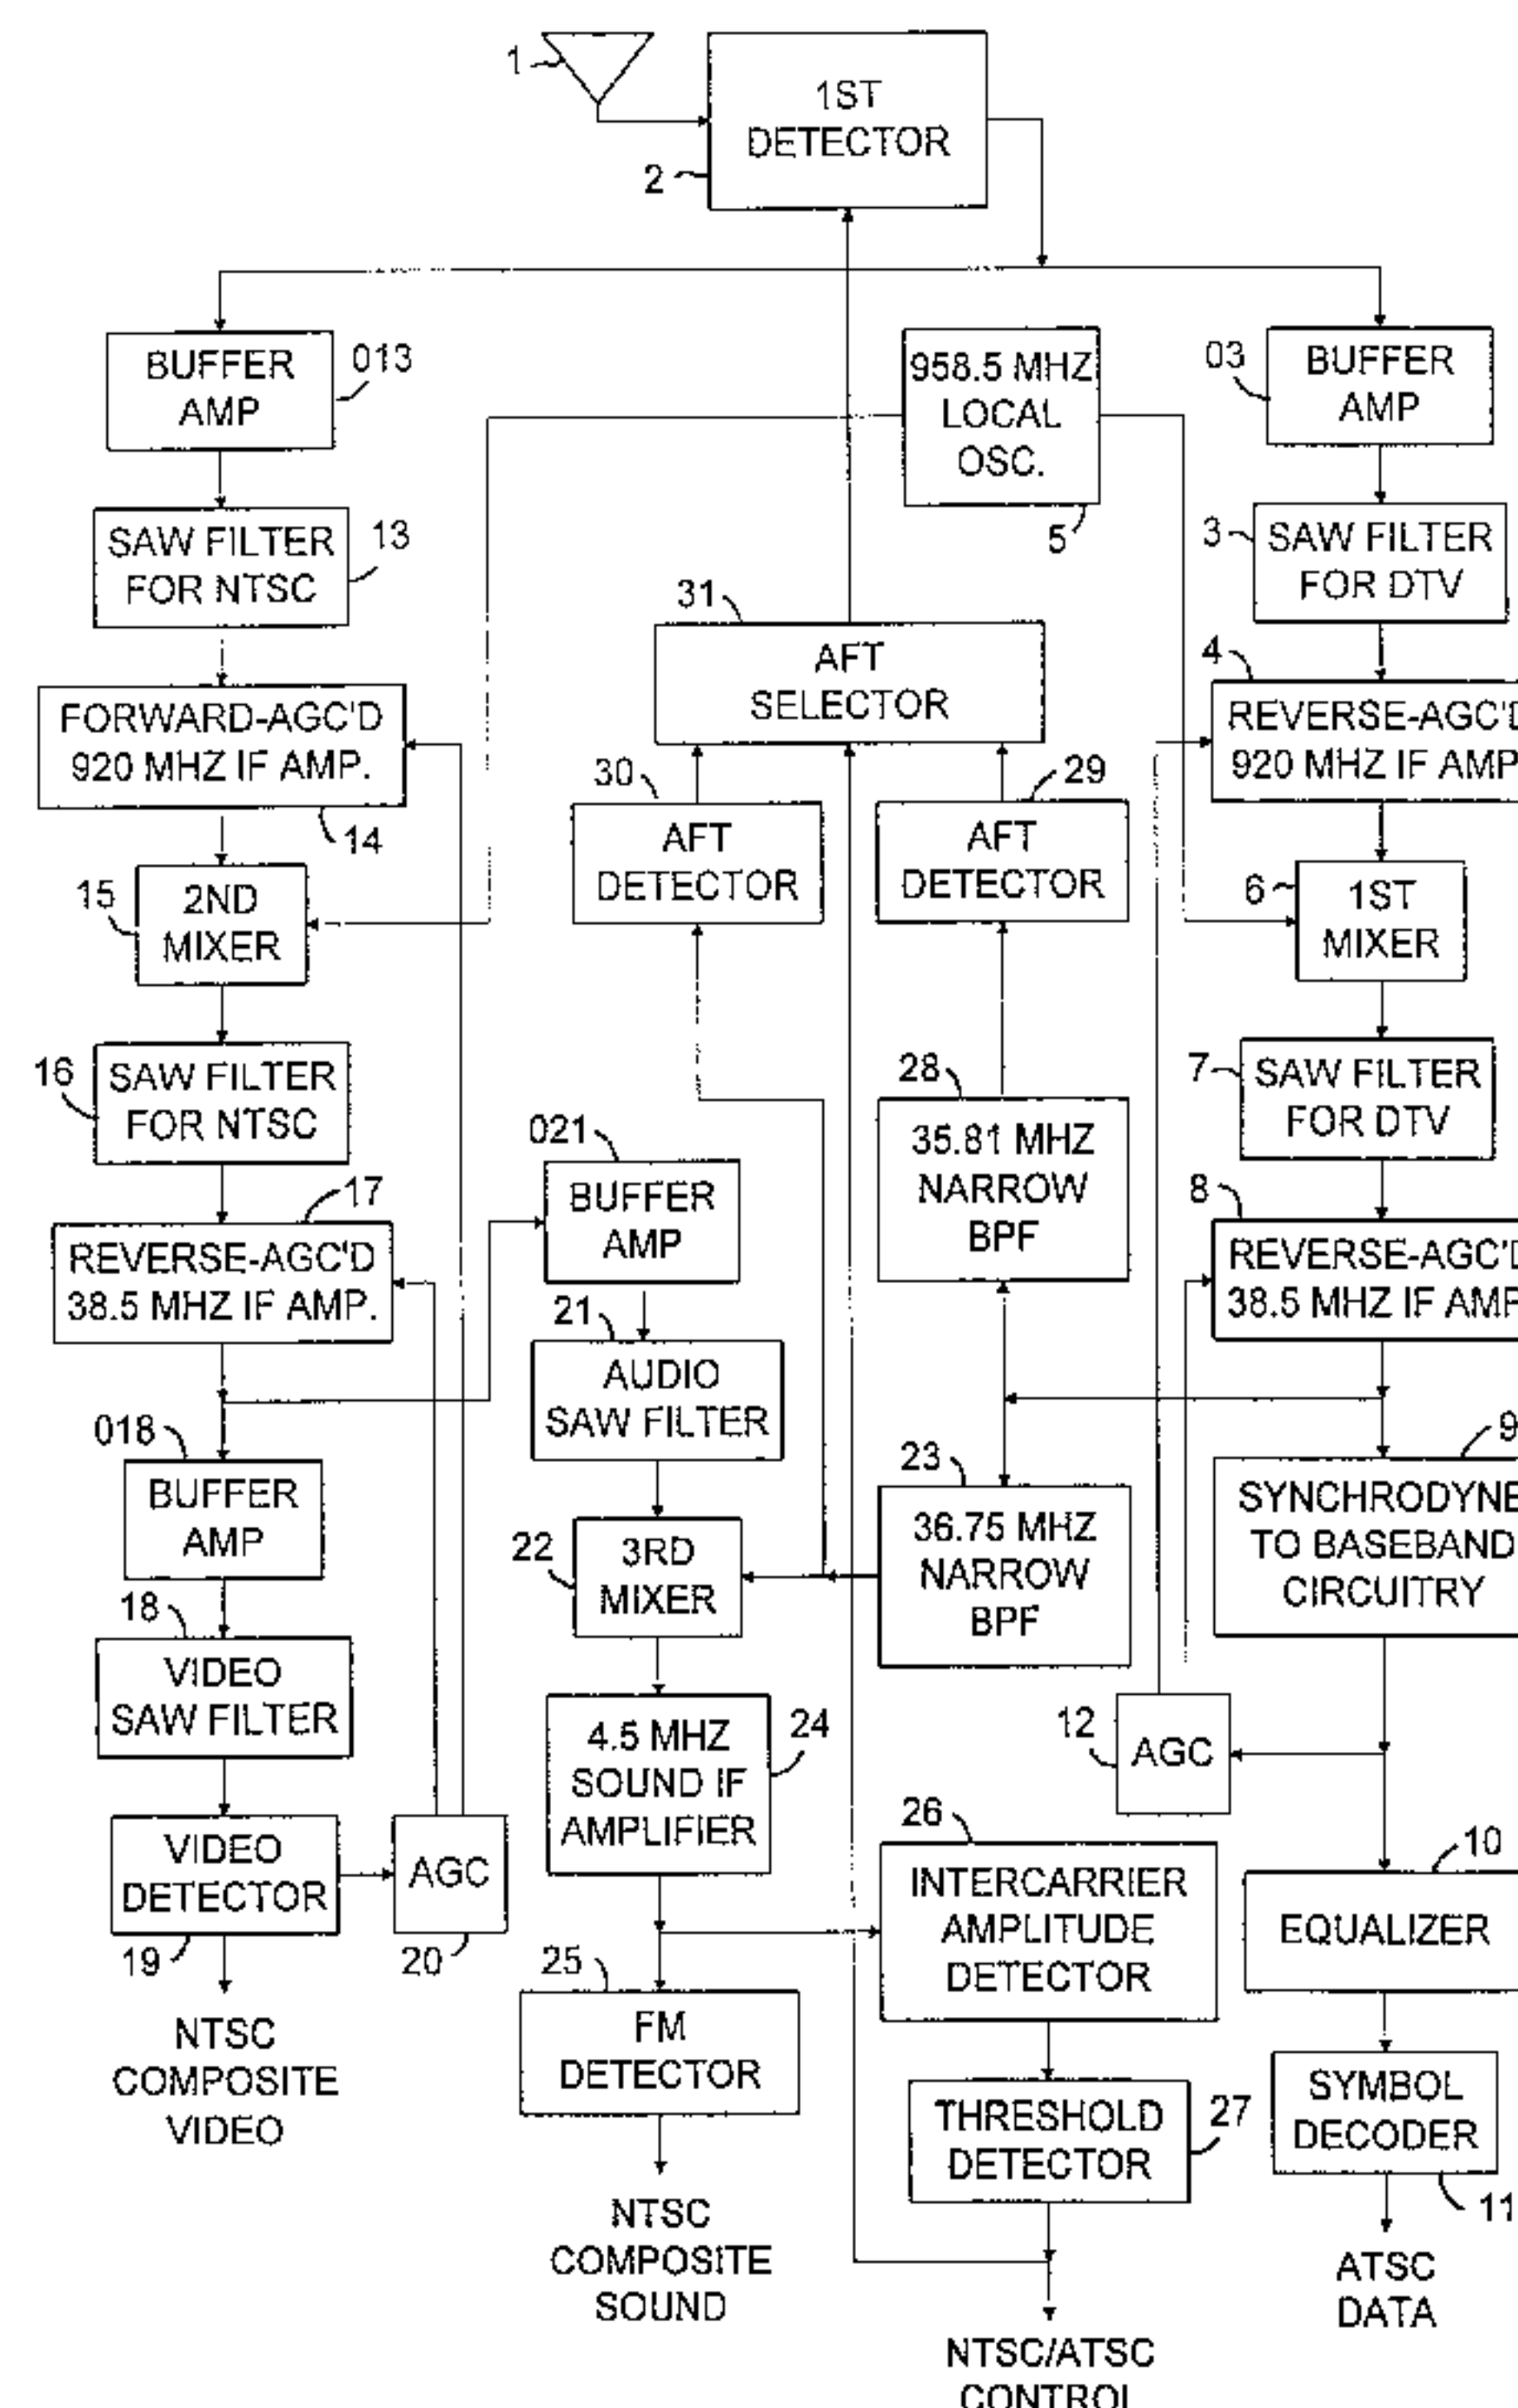 1
1ST
DETECTOR
2
BUFFER
AMP
013
958.5 MHZ
LOCAL
OSC.
5
03
BUFFER
AMP
SAW FILTER
FOR NTSC
13
3
SAW FILTER
FOR DTV
31
AFT
SELECTOR
4
FORWARD-AGC'D
920 MHZ IF AMP.
14
REVERSE-AGC'D
920 MHZ IF AMP
30
AFT
DETECTOR
29
AFT
DETECTOR
15
2ND
MIXER
6
1ST
MIXER
16
SAW FILTER
FOR NTSC
28
35.81 MHZ
NARROW
BPF
7
SAW FILTER
FOR DTV
021
BUFFER
AMP
17
REVERSE-AGC'D
38.5 MHZ IF AMP.
8
REVERSE-AGC'D
38.5 MHZ IF AMP
21
AUDIO
SAW FILTER
018
BUFFER
AMP
23
36.75 MHZ
NARROW
BPF
9
SYNCHRODYNE
TO BASEBAND
CIRCUITRY
22
3RD
MIXER
18
VIDEO
SAW FILTER
4.5 MHZ
SOUND IF
AMPLIFIER
24
12
AGC
VIDEO
DETECTOR
19
AGC
20
26
INTERCARRIER
AMPLITUDE
DETECTOR
10
EQUALIZER
25
FM
DETECTOR
NTSC
COMPOSITE
VIDEO
THRESHOLD
DETECTOR
27
SYMBOL
DECODER
11
NTSC
COMPOSITE
SOUND
ATSC
DATA
NTSC/ATSC
CONTROL